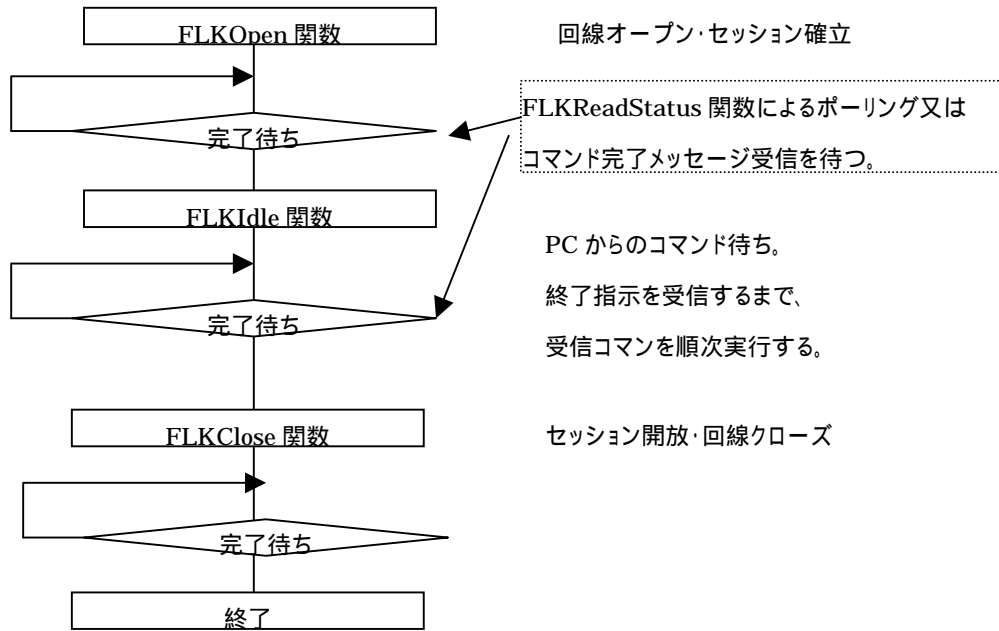 FLKOpen 関数
回線オープン・セッション確立
完了待ち
FLKReadStatus 関数によるポーリング又は
コマンド完了メッセージ受信を待つ。
FLKIdle 関数
PC からのコマンド待ち。
終了指示を受信するまで、
受信コマンを順次実行する。
完了待ち
FLKClose 関数
セッション開放・回線クローズ
完了待ち
終了